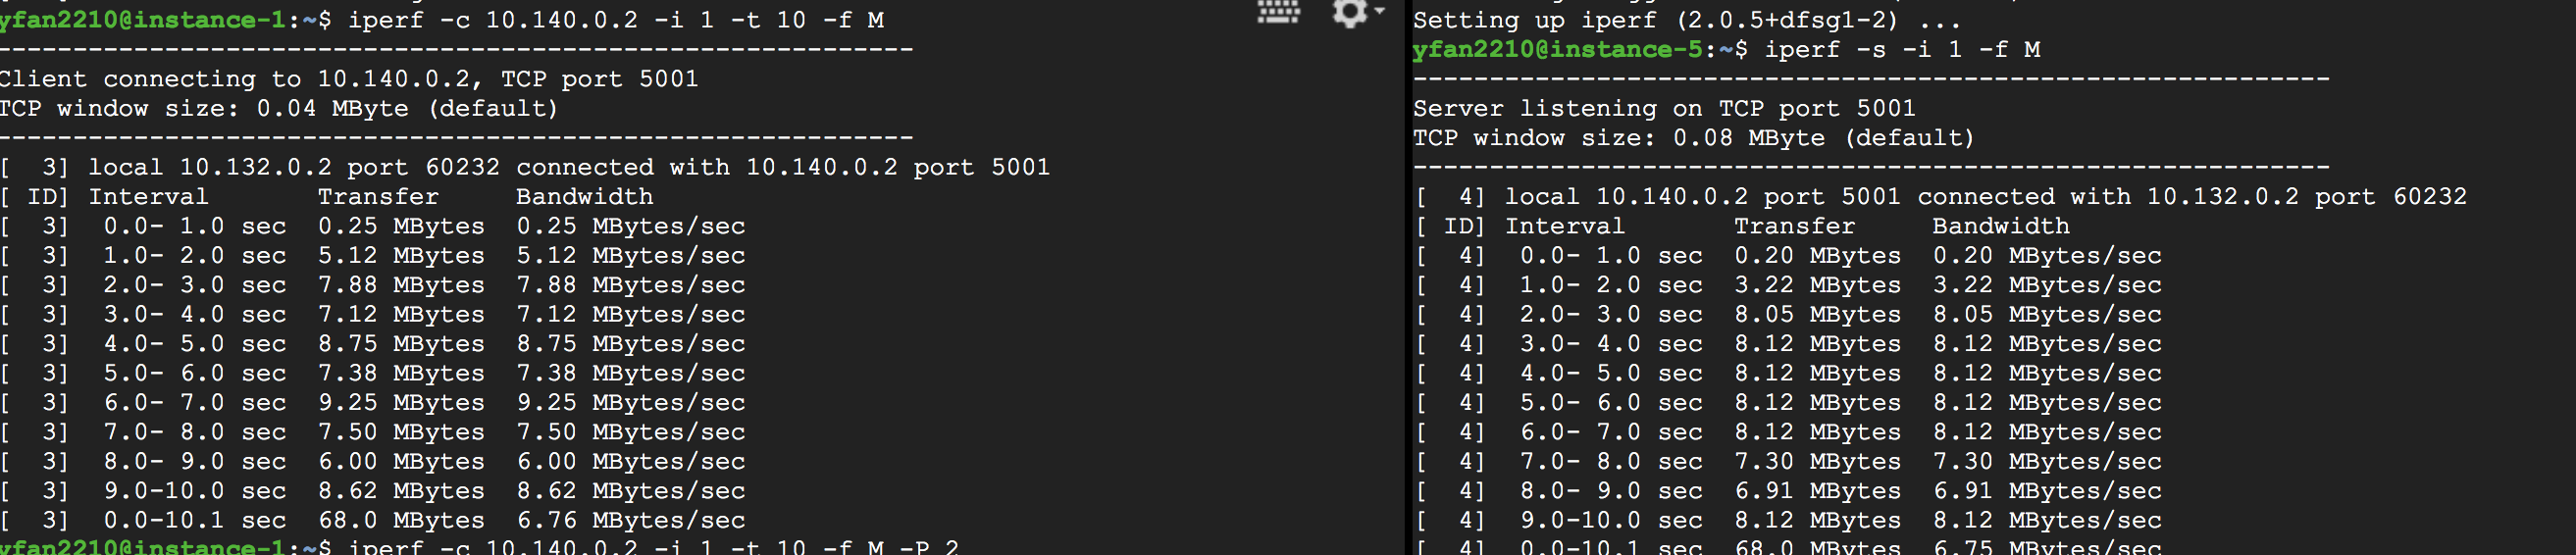 yfan2210@instance-1:~$ iperf -c 10.140.0.2 -i 1 -t 10 -f M
------------------------------------------------------------
Client connecting to 10.140.0.2, TCP port 5001
TCP window size: 0.04 MByte (default)
------------------------------------------------------------
[  3] local 10.132.0.2 port 60232 connected with 10.140.0.2 port 5001
[ ID] Interval       Transfer     Bandwidth
[  3]  0.0- 1.0 sec  0.25 MBytes  0.25 MBytes/sec
[  3]  1.0- 2.0 sec  5.12 MBytes  5.12 MBytes/sec
[  3]  2.0- 3.0 sec  7.88 MBytes  7.88 MBytes/sec
[  3]  3.0- 4.0 sec  7.12 MBytes  7.12 MBytes/sec
[  3]  4.0- 5.0 sec  8.75 MBytes  8.75 MBytes/sec
[  3]  5.0- 6.0 sec  7.38 MBytes  7.38 MBytes/sec
[  3]  6.0- 7.0 sec  9.25 MBytes  9.25 MBytes/sec
[  3]  7.0- 8.0 sec  7.50 MBytes  7.50 MBytes/sec
[  3]  8.0- 9.0 sec  6.00 MBytes  6.00 MBytes/sec
[  3]  9.0-10.0 sec  8.62 MBytes  8.62 MBytes/sec
[  3]  0.0-10.1 sec  68.0 MBytes  6.76 MBytes/sec
yfan2210@instance-1:~$ iperf -c 10.140.0.2 -i 1 -t 10 -f M -P 2
Setting up iperf (2.0.5+dfsg1-2) ...
yfan2210@instance-5:~$ iperf -s -i 1 -f M
------------------------------------------------------------
Server listening on TCP port 5001
TCP window size: 0.08 MByte (default)
------------------------------------------------------------
[  4] local 10.140.0.2 port 5001 connected with 10.132.0.2 port 60232
[ ID] Interval       Transfer     Bandwidth
[  4]  0.0- 1.0 sec  0.20 MBytes  0.20 MBytes/sec
[  4]  1.0- 2.0 sec  3.22 MBytes  3.22 MBytes/sec
[  4]  2.0- 3.0 sec  8.05 MBytes  8.05 MBytes/sec
[  4]  3.0- 4.0 sec  8.12 MBytes  8.12 MBytes/sec
[  4]  4.0- 5.0 sec  8.12 MBytes  8.12 MBytes/sec
[  4]  5.0- 6.0 sec  8.12 MBytes  8.12 MBytes/sec
[  4]  6.0- 7.0 sec  8.12 MBytes  8.12 MBytes/sec
[  4]  7.0- 8.0 sec  7.30 MBytes  7.30 MBytes/sec
[  4]  8.0- 9.0 sec  6.91 MBytes  6.91 MBytes/sec
[  4]  9.0-10.0 sec  8.12 MBytes  8.12 MBytes/sec
[  4]  0.0-10.1 sec  68.0 MBytes  6.75 MBytes/sec